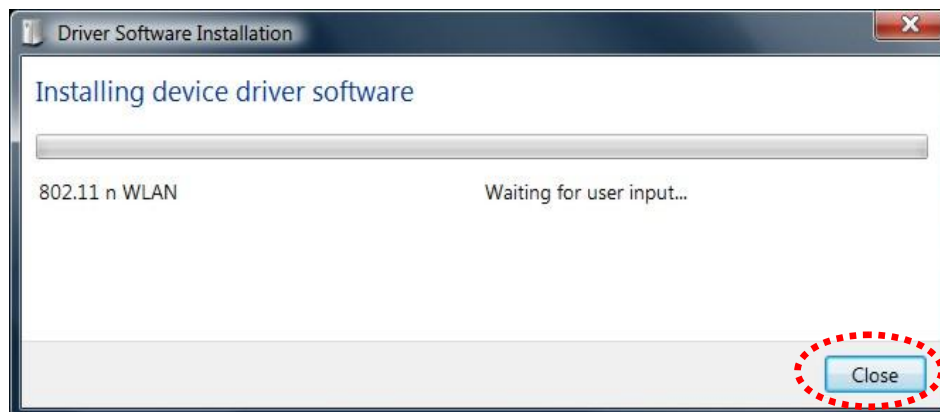 Driver Software Installation
Installing device driver software
802.11 n WLAN Waiting for user input...
Close